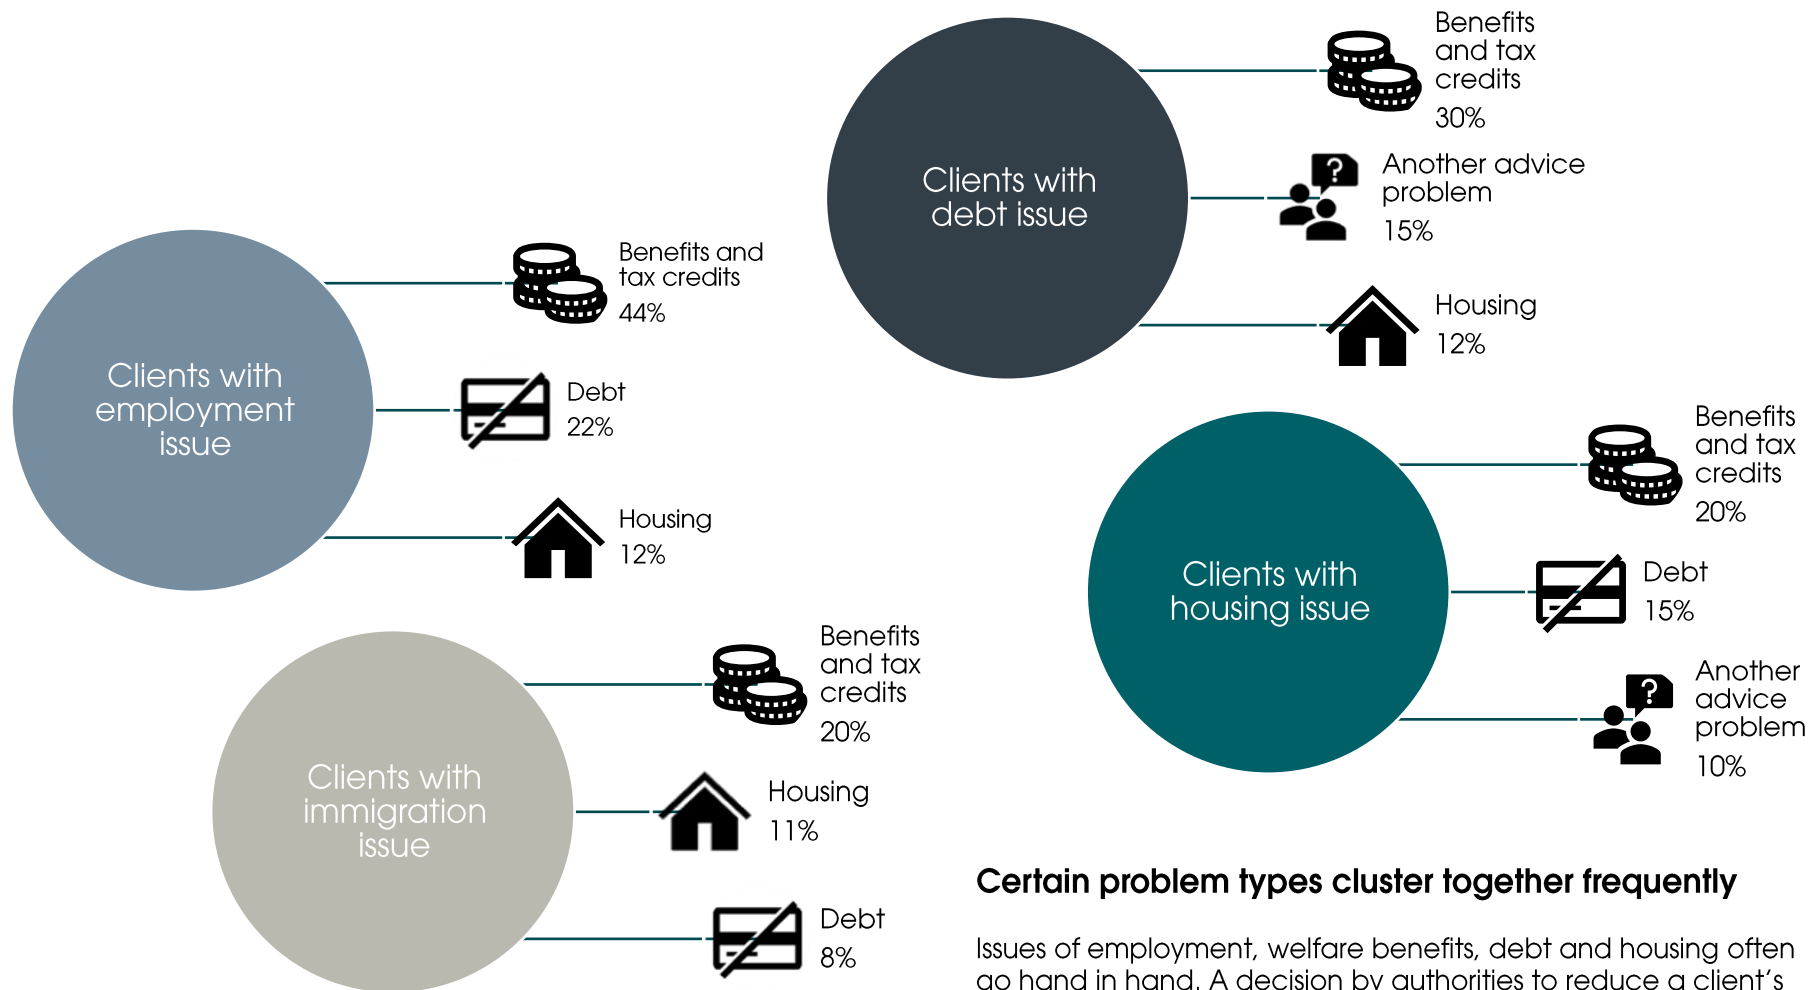 Clients with
employment
issue
Benefits and
tax credits
44%
Debt
22%
Housing
12%
Clients with
immigration
issue
Benefits
and tax
credits
20%
Housing
11%
Debt
8%
Clients with
debt issue
Benefits
and tax
credits
30%
?
Another advice
problem
15%
Housing
12%
Clients with
housing issue
Benefits
and tax
credits
20%
Debt
15%
?
Another
advice
problem
10%
Certain problem types cluster together frequently
Issues of employment, welfare benefits, debt and housing often
go hand in hand. A decision by authorities to reduce a client’s